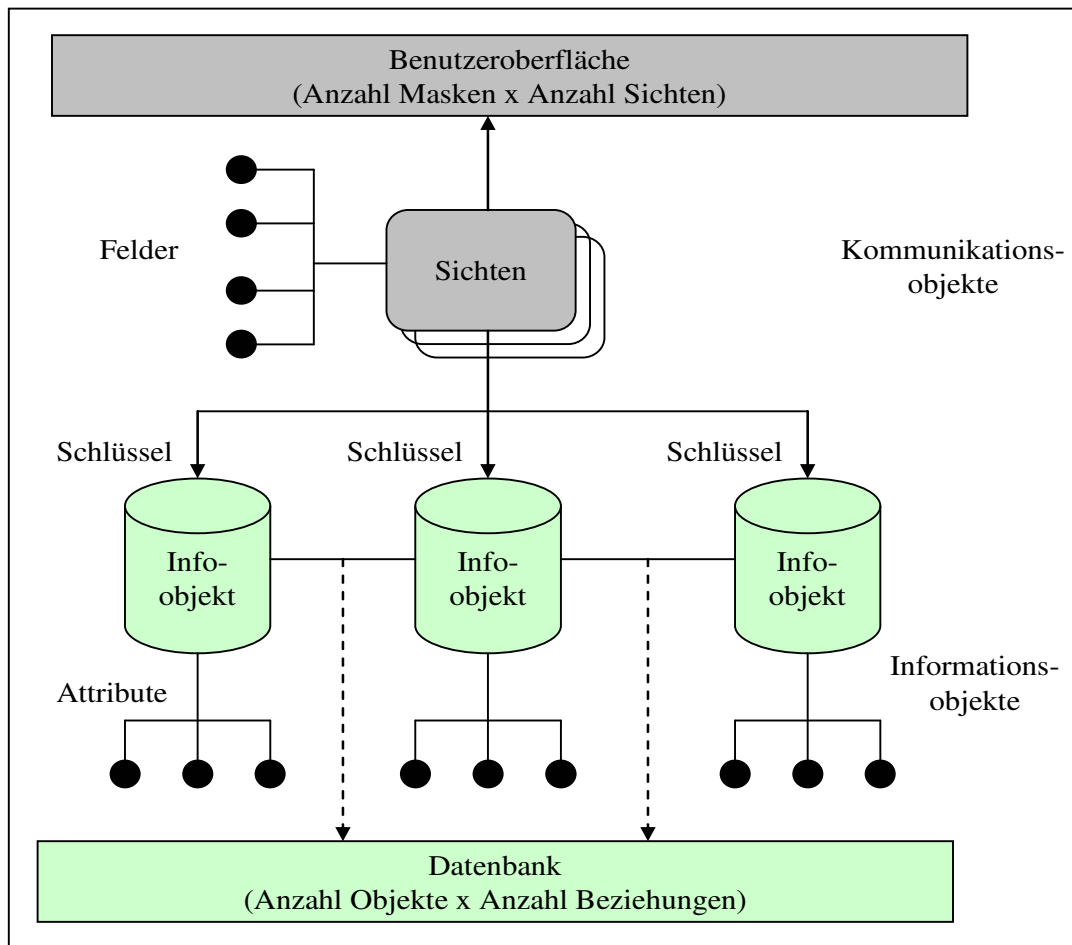 Benutzeroberfläche
(Anzahl Masken x Anzahl Sichten)
Felder
Sichten
Kommunikations-
objekte
Schlüssel
Schlüssel
Schlüssel
Info-
objekt
Info-
objekt
Info-
objekt
Attribute
Informations-
objekte
Datenbank
(Anzahl Objekte x Anzahl Beziehungen)